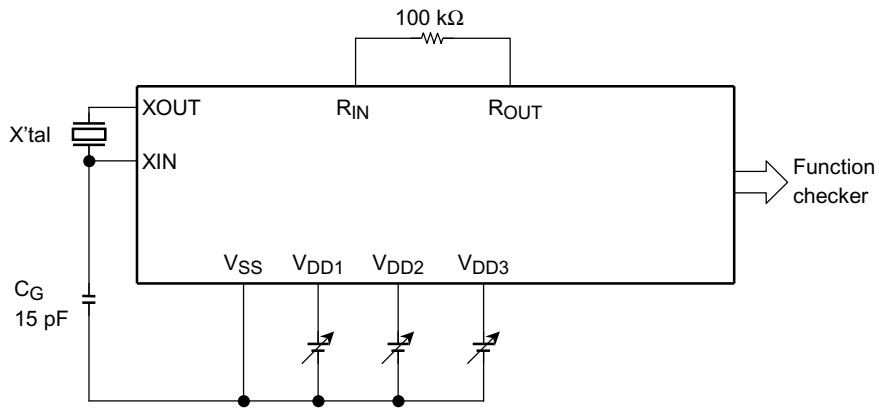 100 kΩ
XOUT
R_IN
R_OUT
X'tal
XIN
Function
checker
V_SS
V_DD1
V_DD2
V_DD3
C_G
15 pF